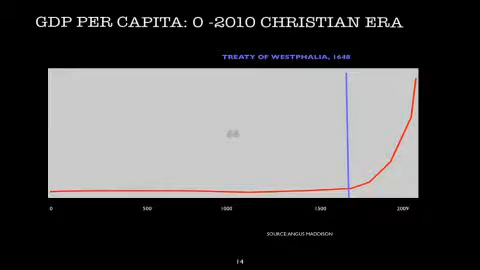 GDP PER CAPITA: 0 -2010 CHRISTIAN ERA
TREATY OF WESTPHALIA, 1648
0 500 1000 1500 2009
SOURCE:ANGUS MADDISON
14